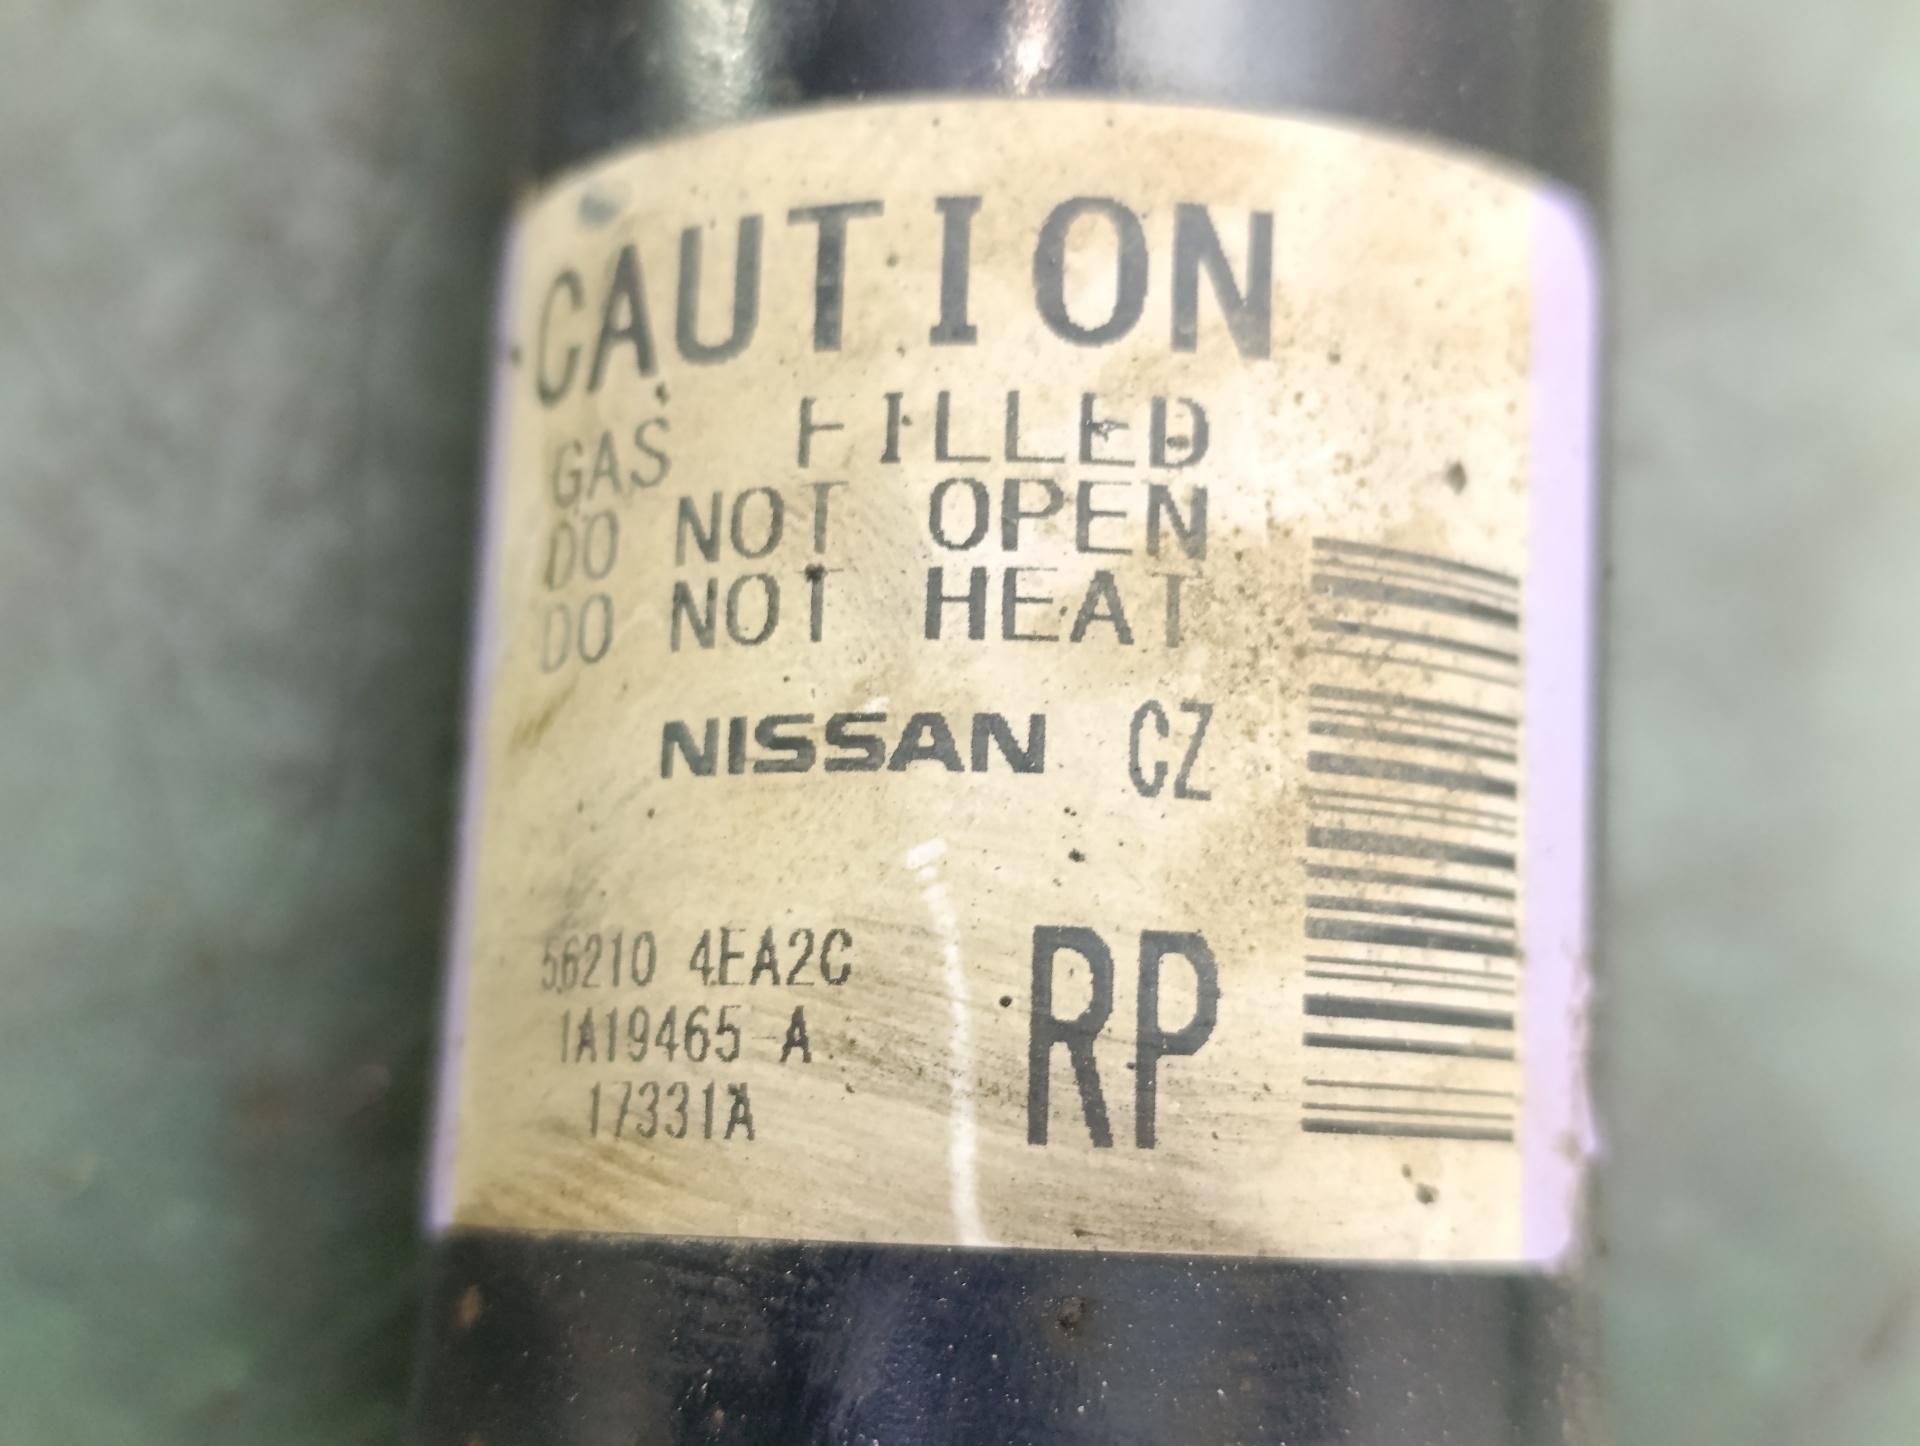 CAUTION
GAS FILLED
DO NOT OPEN
DO NOT HEAT
NISSAN CZ
56210 4EA2C
1A19465 A
17331A
RP